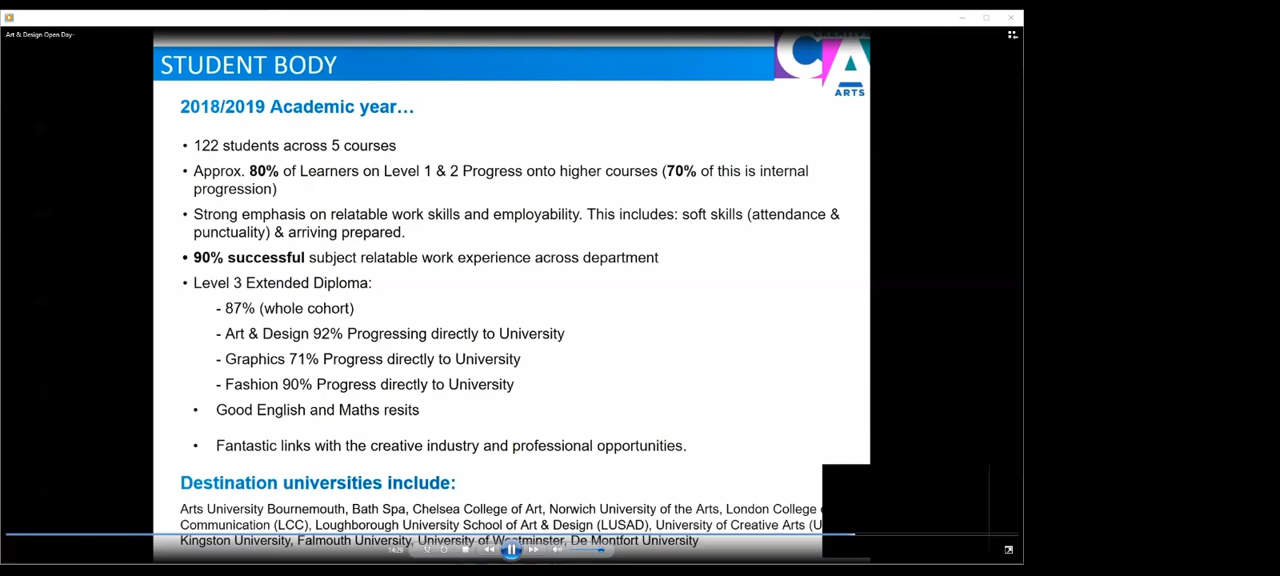 Art & Design Open Day-
CREATIVE
CA
ARTS
STUDENT BODY
2018/2019 Academic year…
• 122 students across 5 courses
• Approx. 80% of Learners on Level 1 & 2 Progress onto higher courses (70% of this is internal
progression)
• Strong emphasis on relatable work skills and employability. This includes: soft skills (attendance &
punctuality) & arriving prepared.
• 90% successful subject relatable work experience across department
• Level 3 Extended Diploma:
- 87% (whole cohort)
- Art & Design 92% Progressing directly to University
- Graphics 71% Progress directly to University
- Fashion 90% Progress directly to University
• Good English and Maths resits
• Fantastic links with the creative industry and professional opportunities.
Destination universities include:
Arts University Bournemouth, Bath Spa, Chelsea College of Art, Norwich University of the Arts, London College
Communication (LCC), Loughborough University School of Art & Design (LUSAD), University of Creative Arts (U
Kingston University, Falmouth University, University of Westminster, De Montfort University
14:29